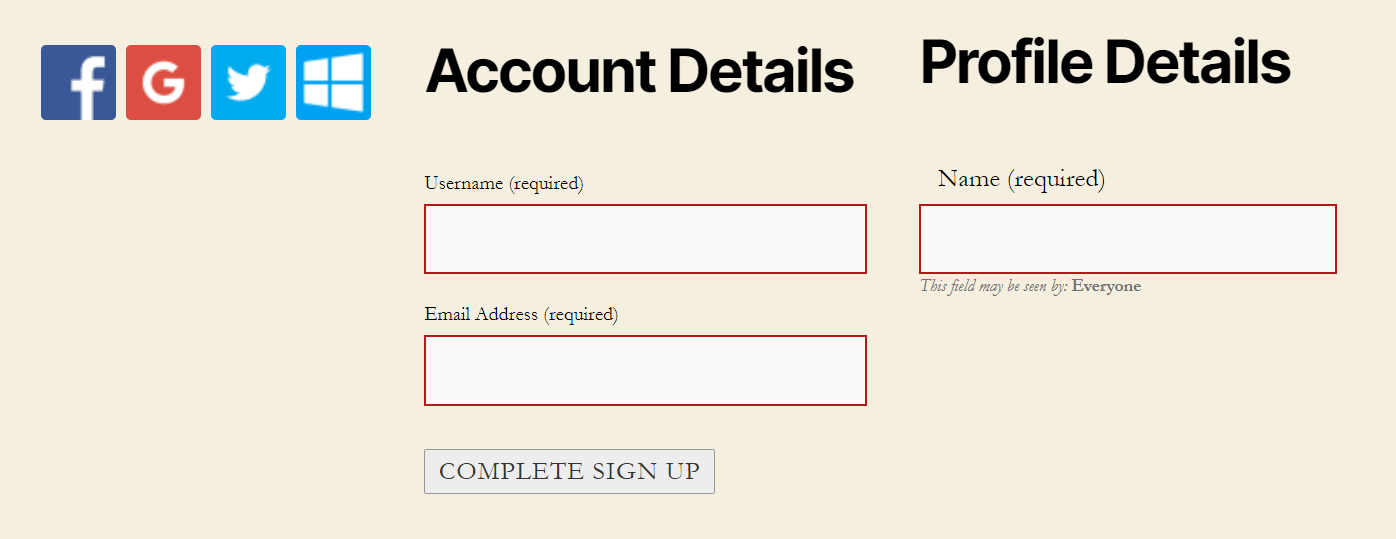 Account Details
Username (required)
Email Address (required)
COMPLETE SIGN UP
Profile Details
Name (required)
This field may be seen by: Everyone